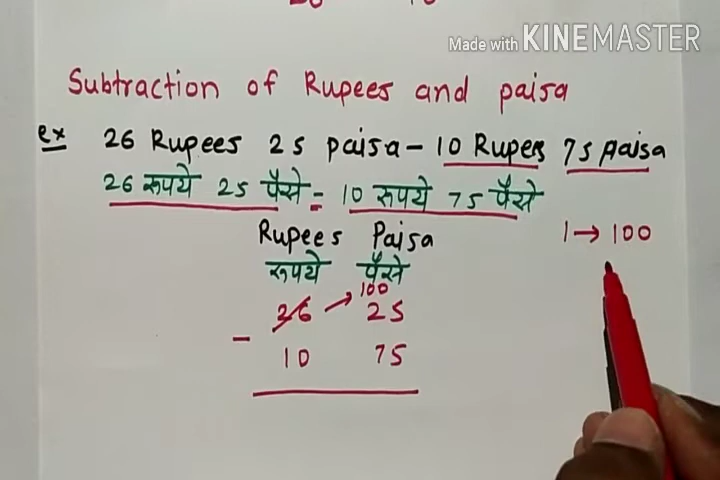 Made with KINEMASTER
Subtraction of Rupees and paisa
ex 26 Rupees 25 paisa - 10 Rupees 75 paisa
26 रूपये 25 पैसे = 10 रूपये 75 पैसे
Rupees Paisa 1 → 100
रूपये पैसे
100
26 → 25
- 10 75